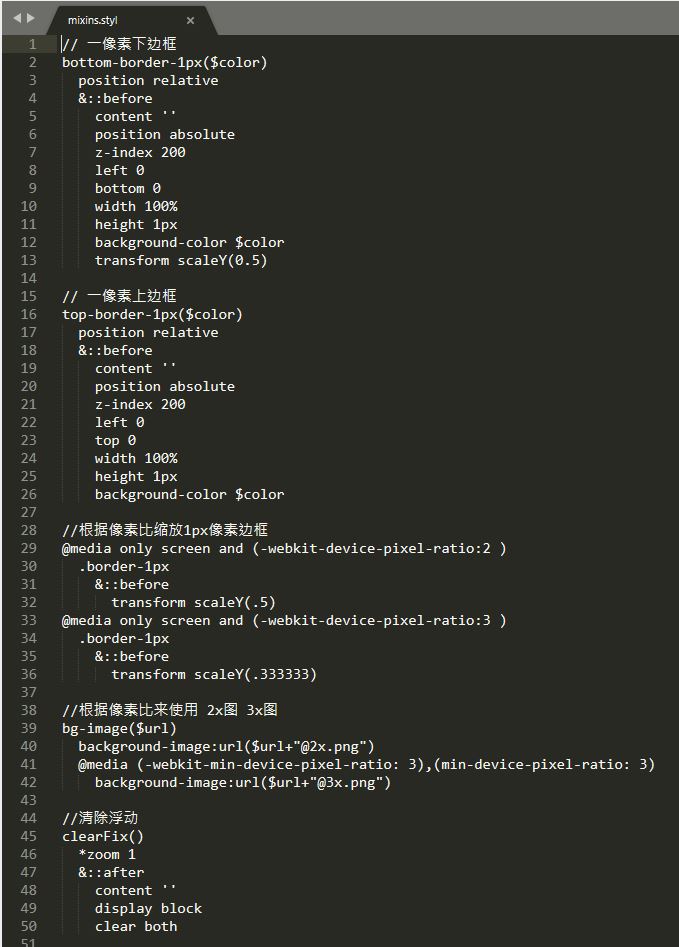 mixins.styl ×
1 // 一像素下边框
2 bottom-border-1px($color)
3   position relative
4   &::before
5     content ''
6     position absolute
7     z-index 200
8     left 0
9     bottom 0
10     width 100%
11     height 1px
12     background-color $color
13     transform scaleY(0.5)
14
15 // 一像素上边框
16 top-border-1px($color)
17   position relative
18   &::before
19     content ''
20     position absolute
21     z-index 200
22     left 0
23     top 0
24     width 100%
25     height 1px
26     background-color $color
27
28 //根据像素比缩放1px像素边框
29 @media only screen and (-webkit-device-pixel-ratio:2 )
30   .border-1px
31     &::before
32       transform scaleY(.5)
33 @media only screen and (-webkit-device-pixel-ratio:3 )
34   .border-1px
35     &::before
36       transform scaleY(.333333)
37
38 //根据像素比来使用 2x图 3x图
39 bg-image($url)
40   background-image:url($url+"@2x.png")
41   @media (-webkit-min-device-pixel-ratio: 3),(min-device-pixel-ratio: 3)
42     background-image:url($url+"@3x.png")
43
44 //清除浮动
45 clearFix()
46   *zoom 1
47   &::after
48     content ''
49     display block
50     clear both
51